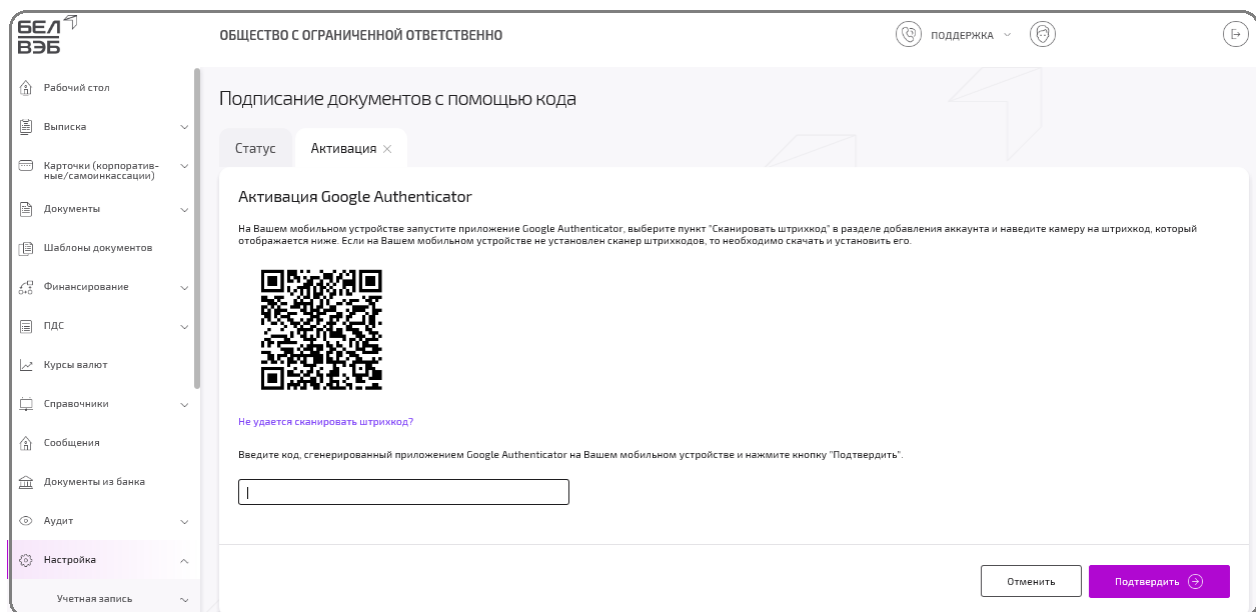 БЕЛ
ВЭБ
ОБЩЕСТВО С ОГРАНИЧЕННОЙ ОТВЕТСТВЕННО
ПОДДЕРЖКА
Рабочий стол
Выписка
Карточки (корпоратив-
ные/самоинкассации)
Документы
Шаблоны документов
Финансирование
ПДС
Курсы валют
Справочники
Сообщения
Документы из банка
Аудит
Настройка
Учетная запись
Подписание документов с помощью кода
Статус
Активация
Активация Google Authenticator
На Вашем мобильном устройстве запустите приложение Google Authenticator, выберите пункт "Сканировать штрихкод" в разделе добавления аккаунта и наведите камеру на штрихкод, который
отображается ниже. Если на Вашем мобильном устройстве не установлен сканер штрихкодов, то необходимо скачать и установить его.
Не удается сканировать штрихкод?
Введите код, сгенерированный приложением Google Authenticator на Вашем мобильном устройстве и нажмите кнопку "Подтвердить".
Отменить
Подтвердить